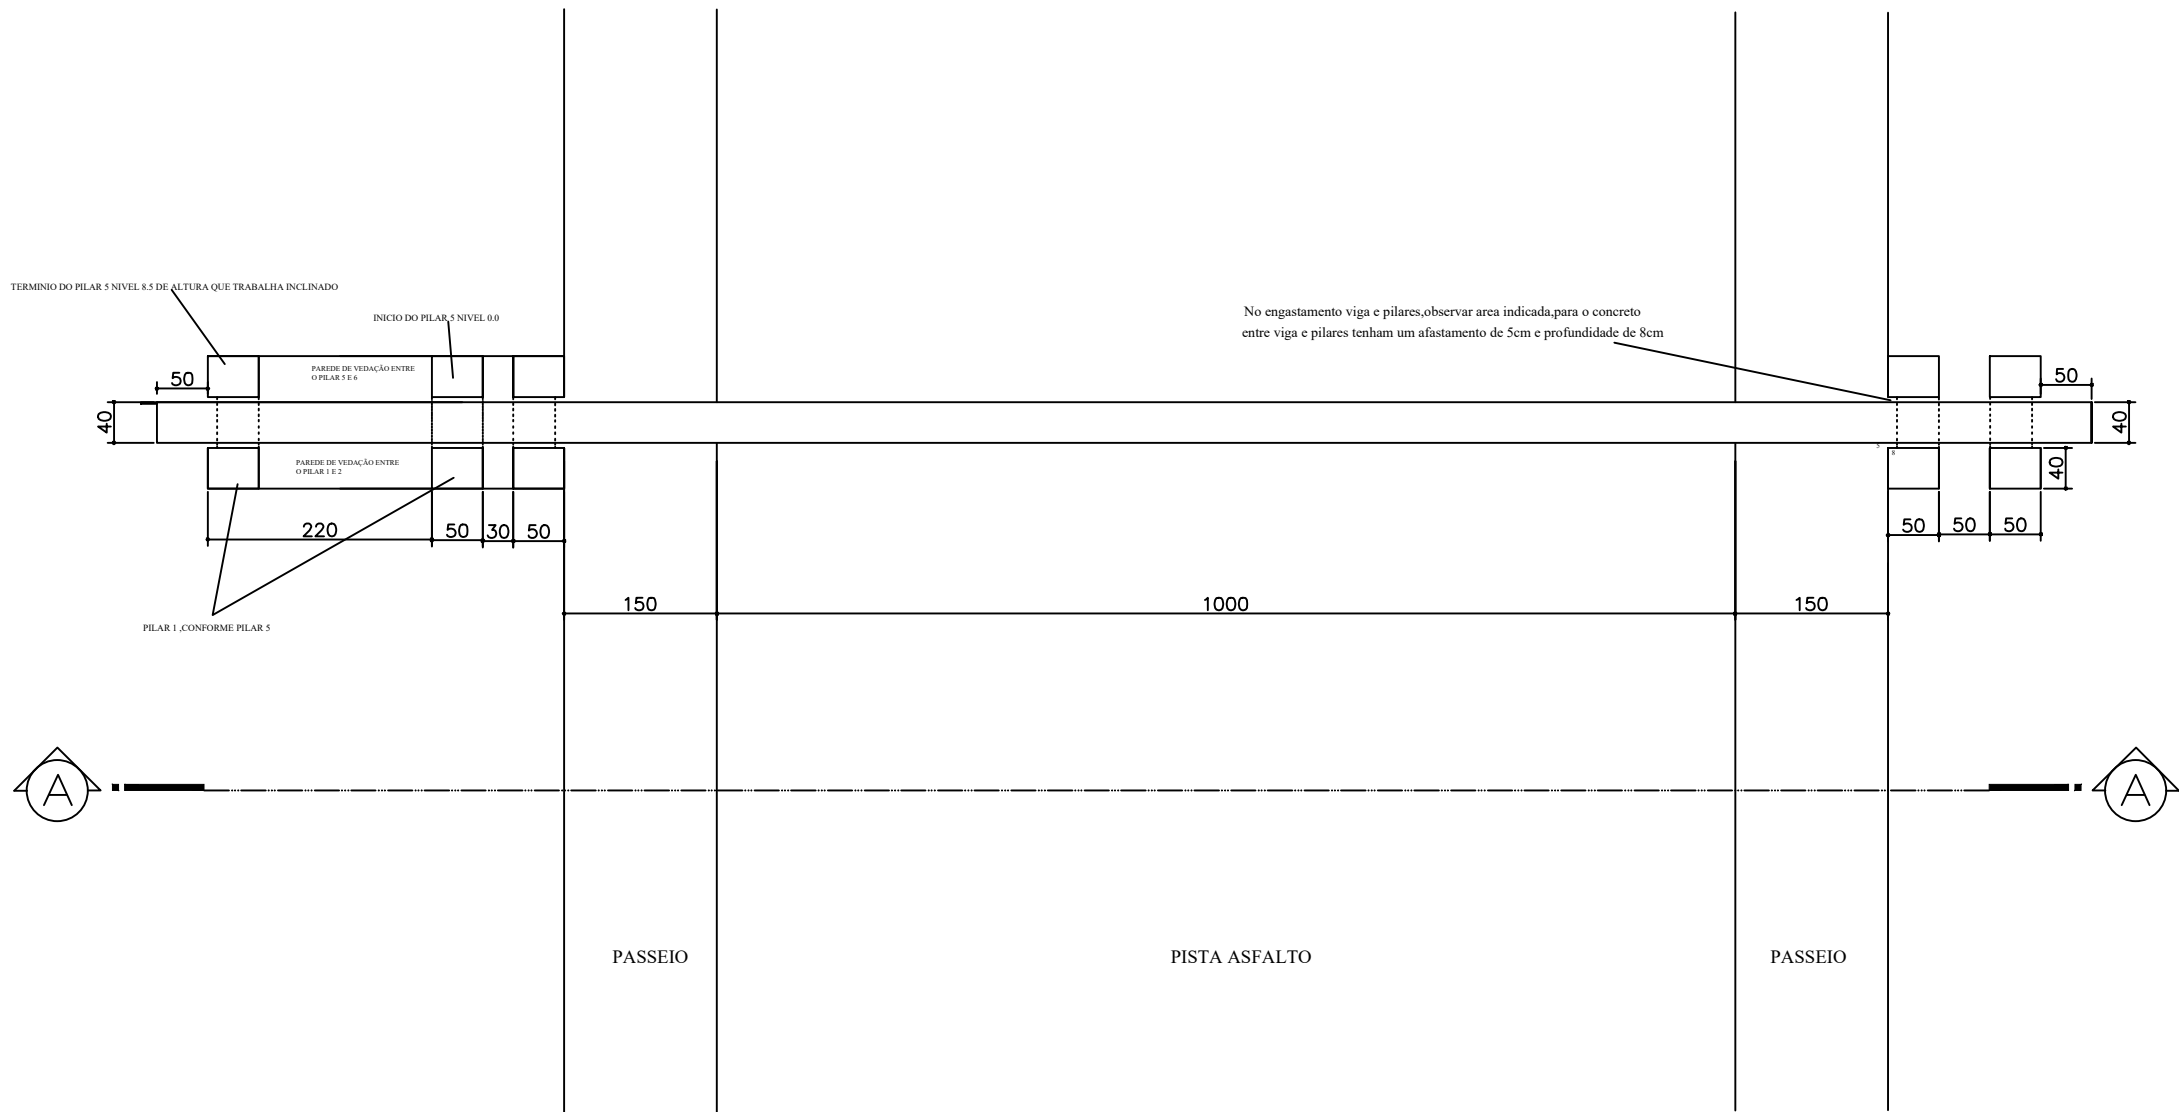 TERMINIO DO PILAR 5 NIVEL 8.5 DE ALTURA QUE TRABALHA INCLINADO
INICIO DO PILAR 5 NIVEL 0.0
No engastamento viga e pilares,observar area indicada,para o concreto
entre viga e pilares tenham um afastamento de 5cm e profundidade de 8cm
PAREDE DE VEDAÇÃO ENTRE
O PILAR 5 E 6
50
50
40
40
PAREDE DE VEDAÇÃO ENTRE
O PILAR 1 E 2
5
8
40
220
50
30
50
50
50
50
150
1000
150
PILAR 1 ,CONFORME PILAR 5
A
A
PASSEIO
PISTA ASFALTO
PASSEIO